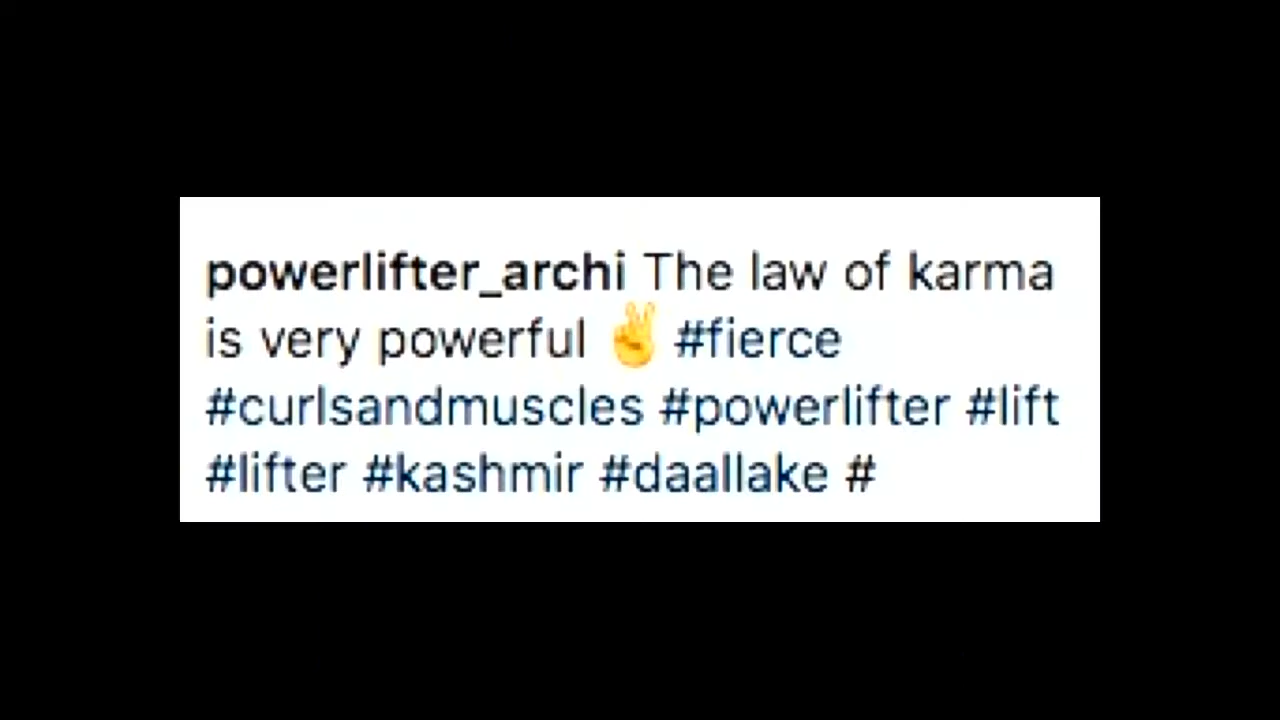 powerlifter_archi The law of karma
is very powerful ✌️ #fierce
#curlsandmuscles #powerlifter #lift
#lifter #kashmir #daallake #